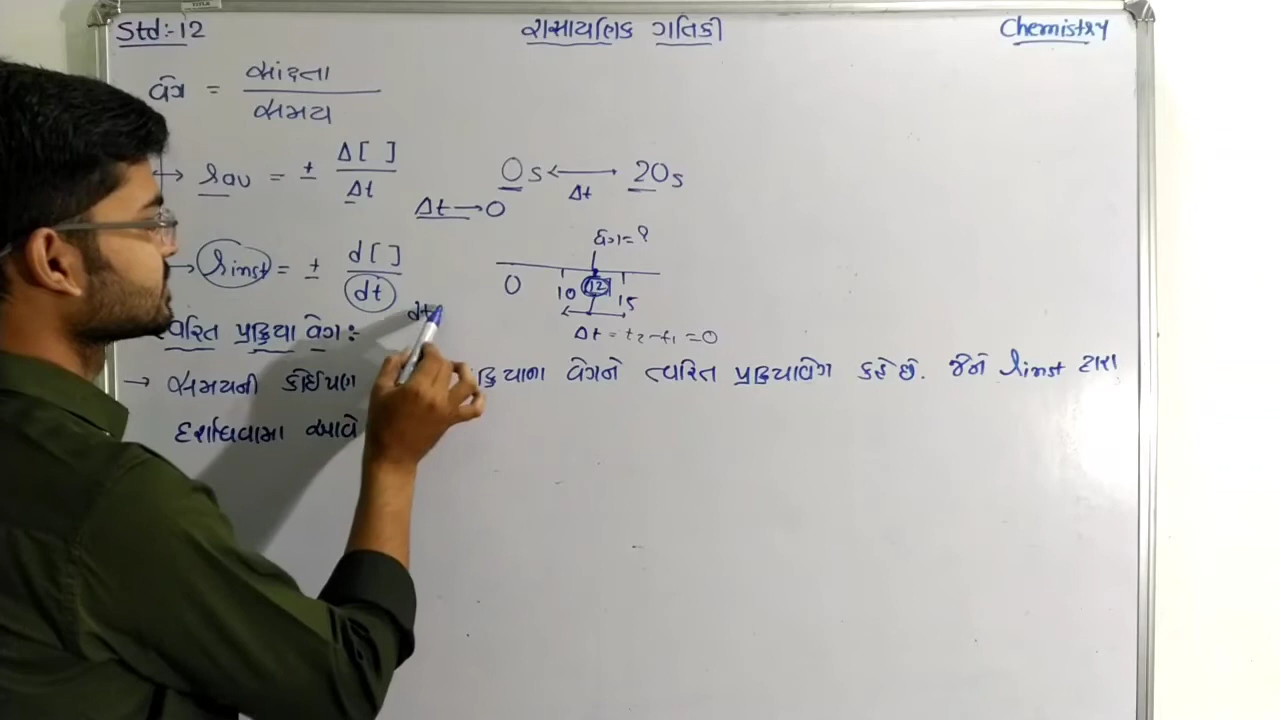 Std:-12
રાસાયણિક ગતિકી
Chemistry
વેગ = સાંદ્રતા / સમય
→ rav = ± Δ[ ] / Δt
0s ←→ 20s
Δt
Δt → 0
→ rinst = ± d[ ] / dt
વેગ = ?
0 10 12 15
dt
Δt = t₂ - t₁ = 0
ત્વરિત પ્રક્રિયા વેગ :-
→ સમયની કોઈપણ વેગને ત્વરિત પ્રક્રિયાવેગ કહે છે. જેને rinst દ્વારા
દર્શાવવામા આવે